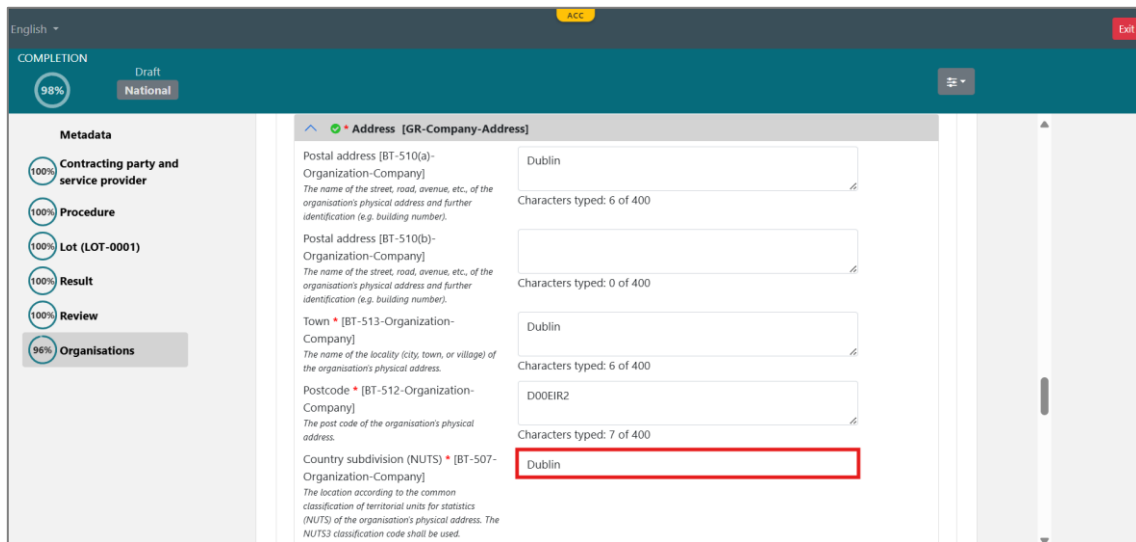 ACC
English
Exit
COMPLETION
98%
Draft
National
Metadata
100% Contracting party and
service provider
100% Procedure
100% Lot (LOT-0001)
100% Result
100% Review
96% Organisations
* Address [GR-Company-Address]
Postal address [BT-510(a)-
Organization-Company]
The name of the street, road, avenue, etc., of the
organisation's physical address and further
identification (e.g. building number).
Dublin
Characters typed: 6 of 400
Postal address [BT-510(b)-
Organization-Company]
The name of the street, road, avenue, etc., of the
organisation's physical address and further
identification (e.g. building number).
Characters typed: 0 of 400
Town * [BT-513-Organization-
Company]
The name of the locality (city, town, or village) of
the organisation's physical address.
Dublin
Characters typed: 6 of 400
Postcode * [BT-512-Organization-
Company]
The post code of the organisation's physical
address.
D00EIR2
Characters typed: 7 of 400
Country subdivision (NUTS) * [BT-507-
Organization-Company]
The location according to the common
classification of territorial units for statistics
(NUTS) of the organisation's physical address. The
NUTS3 classification code shall be used.
Dublin